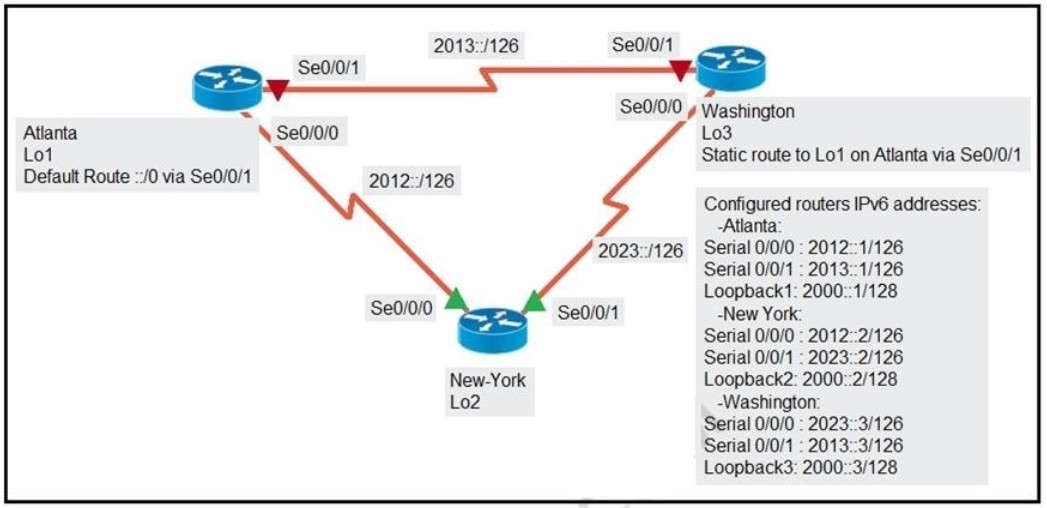 2013::/126
Se0/0/1
Se0/0/1
Se0/0/0
Washington
Lo3
Static route to Lo1 on Atlanta via Se0/0/1
Atlanta
Lo1
Default Route ::/0 via Se0/0/1
Se0/0/0
2012::/126
2023::/126
Se0/0/0
Se0/0/1
New-York
Lo2
Configured routers IPv6 addresses:
-Atlanta:
Serial 0/0/0 : 2012::1/126
Serial 0/0/1 : 2013::1/126
Loopback1: 2000::1/128
-New York:
Serial 0/0/0 : 2012::2/126
Serial 0/0/1 : 2023::2/126
Loopback2: 2000::2/128
-Washington:
Serial 0/0/0 : 2023::3/126
Serial 0/0/1 : 2013::3/126
Loopback3: 2000::3/128